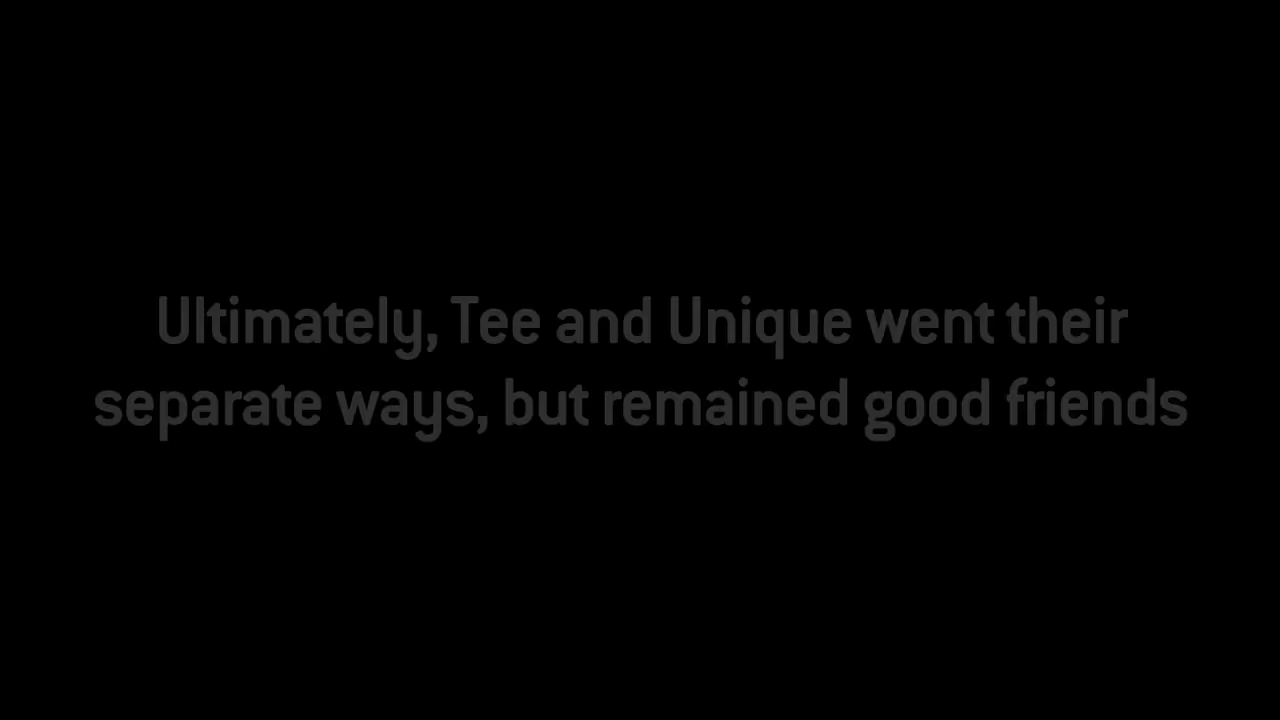 Ultimately, Tee and Unique went their
separate ways, but remained good friends